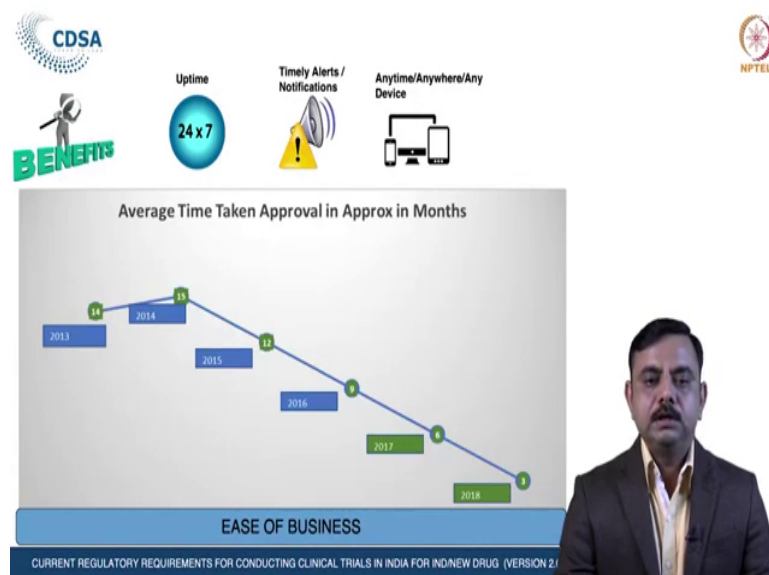 CDSA
NPTEL
Uptime
Timely Alerts /
Notifications
Anytime/Anywhere/Any
Device
24 x 7
BENEFITS
Average Time Taken Approval in Approx in Months
14
15
12
9
6
3
2013
2014
2015
2016
2017
2018
EASE OF BUSINESS
CURRENT REGULATORY REQUIREMENTS FOR CONDUCTING CLINICAL TRIALS IN INDIA FOR IND/NEW DRUG (VERSION 2.0